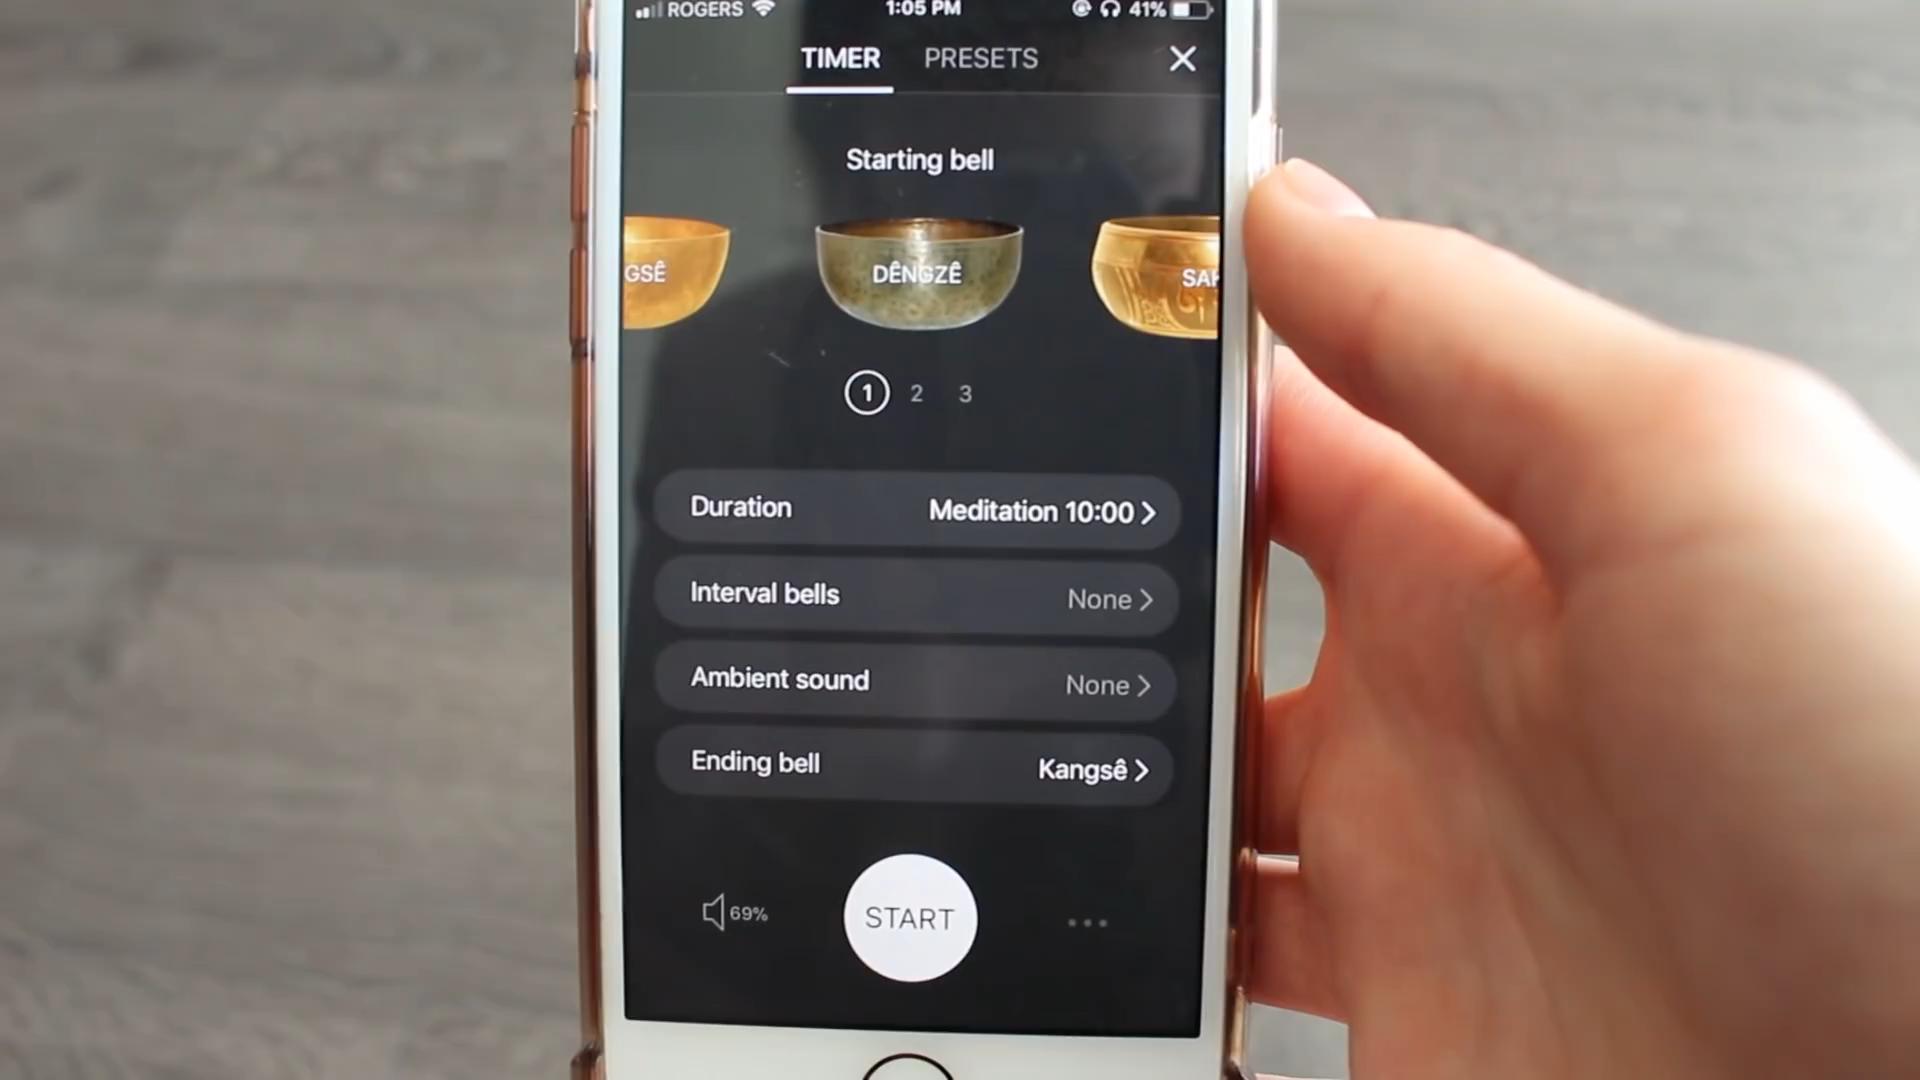 ROGERS 1:05 PM 41%
TIMER PRESETS
Starting bell
GSÊ DÊNGZÊ SAK
1 2 3
Duration Meditation 10:00
Interval bells None
Ambient sound None
Ending bell Kangsê
69% START